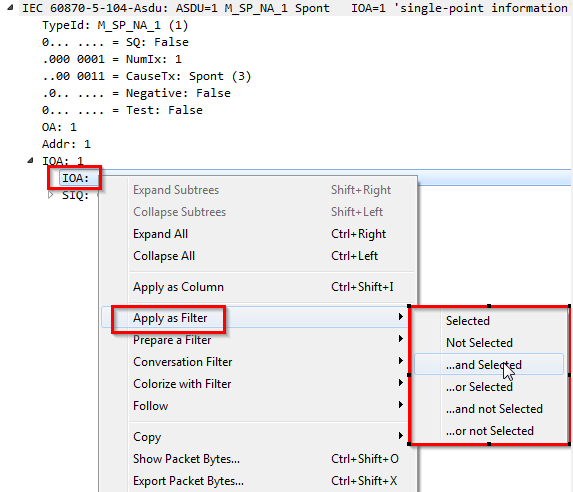 IEC 60870-5-104-Asdu: ASDU=1 M_SP_NA_1 Spont IOA=1 'single-point information
TypeId: M_SP_NA_1 (1)
0... .... = SQ: False
.000 0001 = NumIx: 1
..00 0011 = CauseTx: Spont (3)
.0.. .... = Negative: False
0... .... = Test: False
OA: 1
Addr: 1
IOA: 1
IOA:
SIQ:
Expand Subtrees Shift+Right
Collapse Subtrees Shift+Left
Expand All Ctrl+Right
Collapse All Ctrl+Left
Apply as Column Ctrl+Shift+I
Apply as Filter
Prepare a Filter
Conversation Filter
Colorize with Filter
Follow
Copy
Show Packet Bytes... Ctrl+Shift+O
Export Packet Bytes... Ctrl+Shift+X
Selected
Not Selected
...and Selected
...or Selected
...and not Selected
...or not Selected